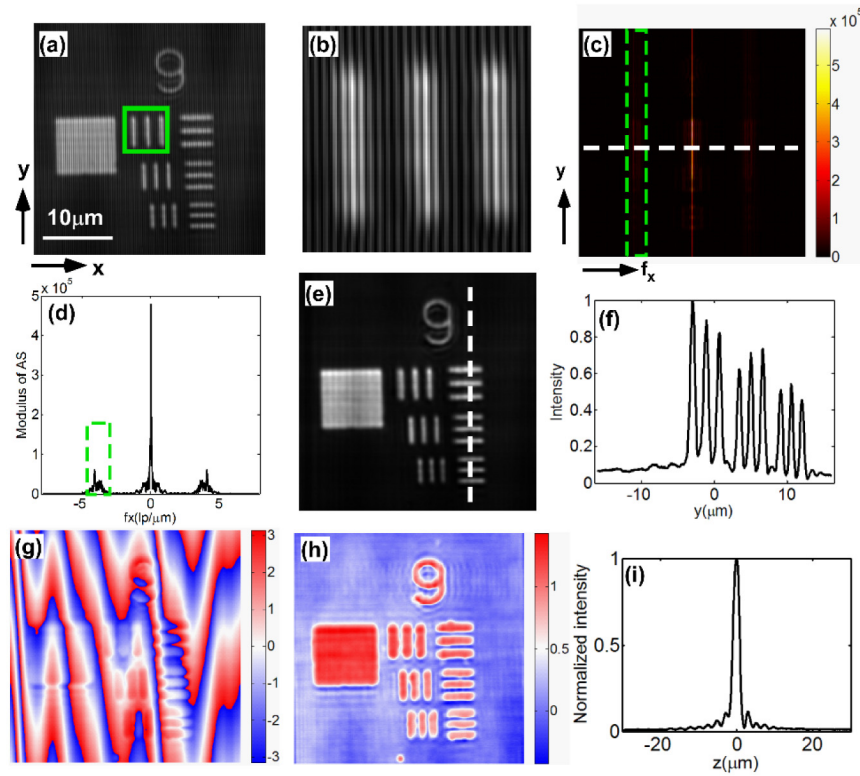 (a)
9
y
10μm
x
(b)
(c)
y
f_x
× 10^5
6
5
4
3
2
1
0
(d)
× 10^5
5
4
3
2
1
0
Modulus of AS
-5
0
5
fx(lp/μm)
(e)
9
(f)
1
0.8
0.6
0.4
0.2
0
Intensity
-10
0
10
y(μm)
(g)
3
2
1
0
-1
-2
-3
(h)
9
1
0.5
0
(i)
1
0.5
0
Normalized intensity
-20
0
20
z(μm)